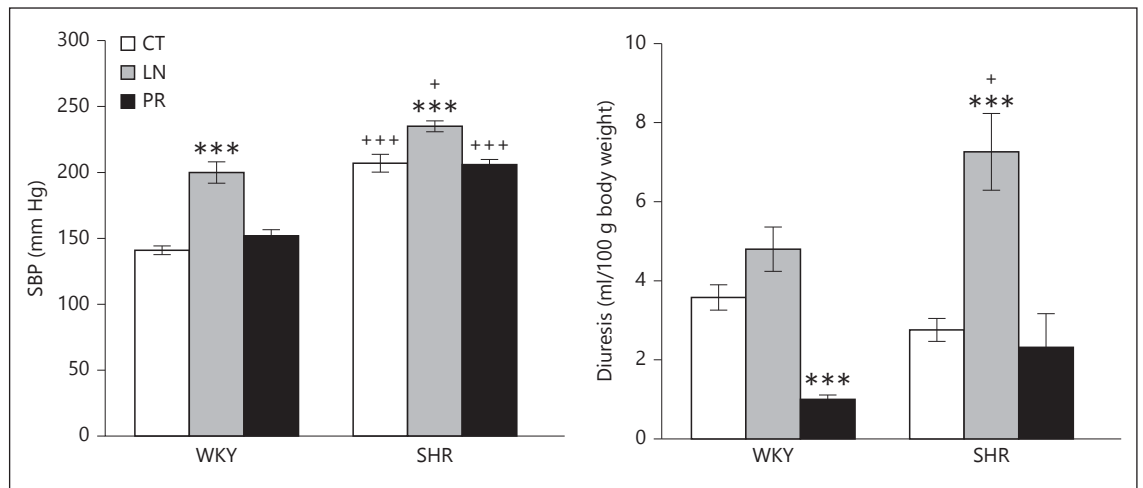 300
250
200
150
100
50
0
SBP (mm Hg)
CT
LN
PR
***
+++
+
***
+++
WKY
SHR
10
8
6
4
2
0
Diuresis (ml/100 g body weight)
***
+
***
WKY
SHR